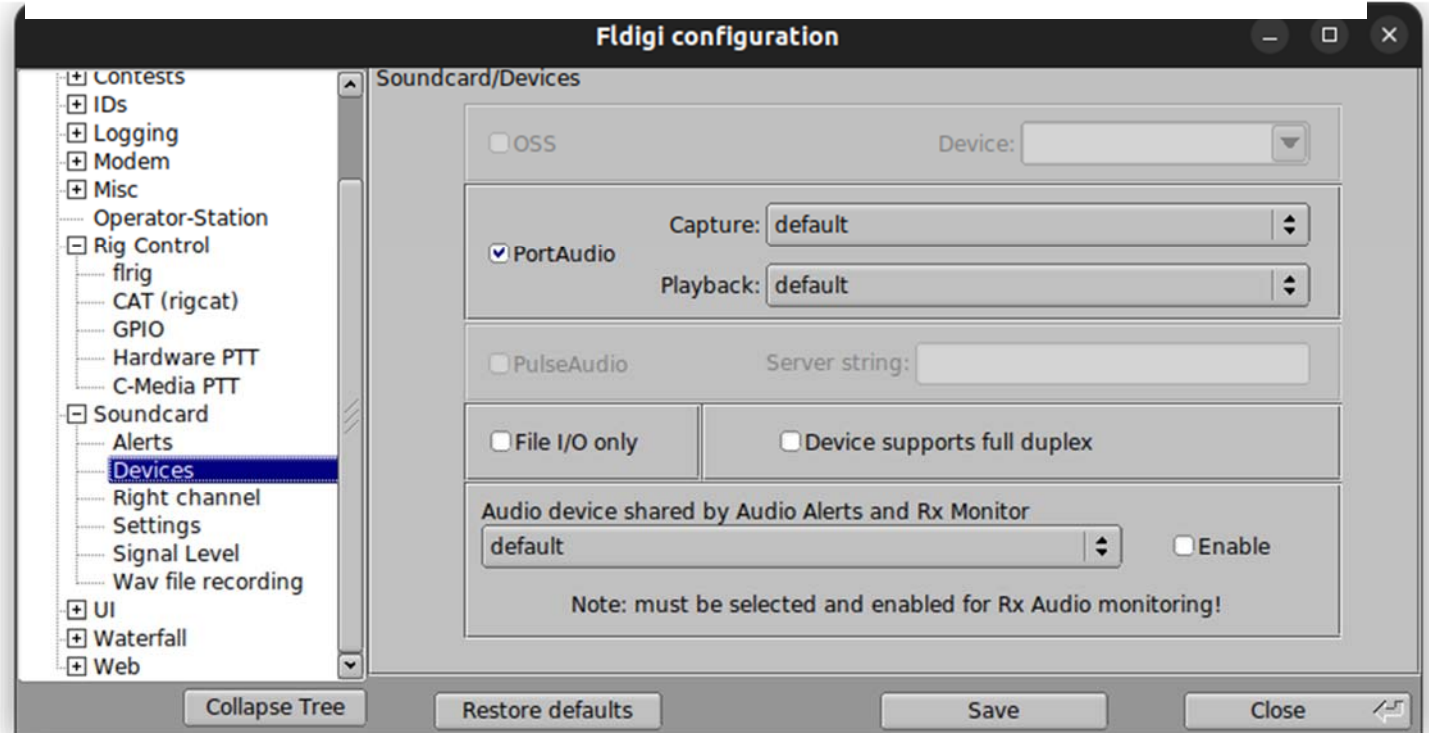 Fldigi configuration
Contests
IDs
Logging
Modem
Misc
Operator-Station
Rig Control
flrig
CAT (rigcat)
GPIO
Hardware PTT
C-Media PTT
Soundcard
Alerts
Devices
Right channel
Settings
Signal Level
Wav file recording
UI
Waterfall
Web
Collapse Tree
Soundcard/Devices
OSS Device:
Capture: default
PortAudio
Playback: default
PulseAudio Server string:
File I/O only Device supports full duplex
Audio device shared by Audio Alerts and Rx Monitor
default Enable
Note: must be selected and enabled for Rx Audio monitoring!
Restore defaults Save Close